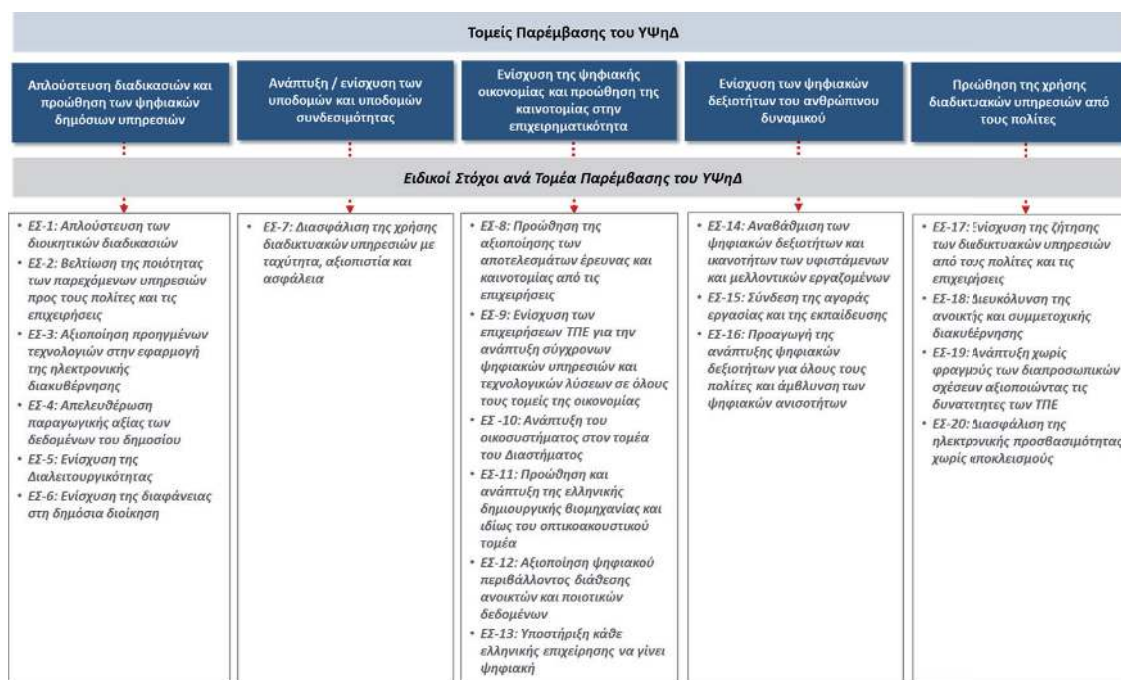 Τομείς Παρέμβασης του ΥΨηΔ
Απλούστευση διαδικασιών και
προώθηση των ψηφιακών
δημόσιων υπηρεσιών
Ανάπτυξη / ενίσχυση των
υποδομών και υποδομών
συνδεσιμότητας
Ενίσχυση της ψηφιακής
οικονομίας και προώθηση της
καινοτομίας στην
επιχειρηματικότητα
Ενίσχυση των ψηφιακών
δεξιοτήτων του ανθρώπινου
δυναμικού
Προώθηση της χρήσης
διαδικτυακών υπηρεσιών από
τους πολίτες
Ειδικοί Στόχοι ανά Τομέα Παρέμβασης του ΥΨηΔ
• ΕΣ-1: Απλούστευση των
διοικητικών διαδικασιών
• ΕΣ-2: Βελτίωση της ποιότητας
των παρεχόμενων υπηρεσιών
προς τους πολίτες και τις
επιχειρήσεις
• ΕΣ-3: Αξιοποίηση προηγμένων
τεχνολογιών στην εφαρμογή
της ηλεκτρονικής
διακυβέρνησης
• ΕΣ-4: Απελευθέρωση
παραγωγικής αξίας των
δεδομένων του δημοσίου
• ΕΣ-5: Ενίσχυση της
Διαλειτουργικότητας
• ΕΣ-6: Ενίσχυση της διαφάνειας
στη δημόσια διοίκηση
• ΕΣ-7: Διασφάλιση της χρήσης
διαδικτυακών υπηρεσιών με
ταχύτητα, αξιοπιστία και
ασφάλεια
• ΕΣ-8: Προώθηση της
αξιοποίησης των
αποτελεσμάτων έρευνας και
καινοτομίας από τις
επιχειρήσεις
• ΕΣ-9: Ενίσχυση των
επιχειρήσεων ΤΠΕ για την
ανάπτυξη σύγχρονων
ψηφιακών υπηρεσιών και
τεχνολογικών λύσεων σε όλους
τους τομείς της οικονομίας
• ΕΣ -10: Ανάπτυξη του
οικοσυστήματος στον τομέα
του Διαστήματος
• ΕΣ-11: Προώθηση και
ανάπτυξη της ελληνικής
δημιουργικής βιομηχανίας και
ιδίως του οπτικοακουστικού
τομέα
• ΕΣ-12: Αξιοποίηση ψηφιακού
περιβάλλοντος διάθεσης
ανοικτών και ποιοτικών
δεδομένων
• ΕΣ-13: Υποστήριξη κάθε
ελληνικής επιχείρησης να γίνει
ψηφιακή
• ΕΣ-14: Αναβάθμιση των
ψηφιακών δεξιοτήτων και
ικανοτήτων των υφιστάμενων
και μελλοντικών εργαζομένων
• ΕΣ-15: Σύνδεση της αγοράς
εργασίας και της εκπαίδευσης
• ΕΣ-16: Προαγωγή της
ανάπτυξης ψηφιακών
δεξιοτήτων για όλους τους
πολίτες και άμβλυνση των
ψηφιακών ανισοτήτων
• ΕΣ-17: Ενίσχυση της ζήτησης
των διαδικτυακών υπηρεσιών
από τους πολίτες και τις
επιχειρήσεις
• ΕΣ-18: Διευκόλυνση της
ανοικτής και συμμετοχικής
διακυβέρνησης
• ΕΣ-19: Ανάπτυξη χωρίς
φραγμούς των διαπροσωπικών
σχέσεων αξιοποιώντας τις
δυνατότητες των ΤΠΕ
• ΕΣ-20: Διασφάλιση της
ηλεκτρονικής προσβασιμότητας
χωρίς αποκλεισμούς